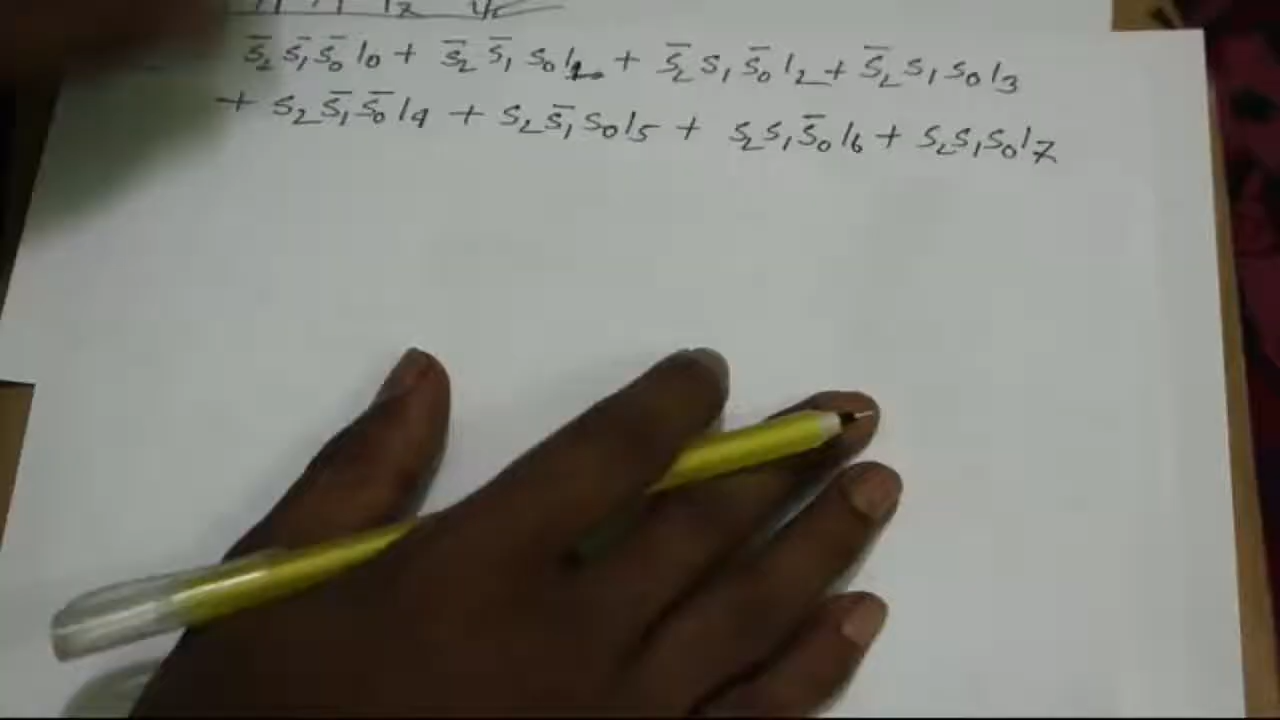 S̄₂ S̄₁ S̄₀ I₀ + S̄₂ S̄₁ S₀ I₁ + S̄₂ S₁ S̄₀ I₂ + S̄₂ S₁ S₀ I₃
+ S₂ S̄₁ S̄₀ I₄ + S₂ S̄₁ S₀ I₅ + S₂ S₁ S̄₀ I₆ + S₂ S₁ S₀ I₇